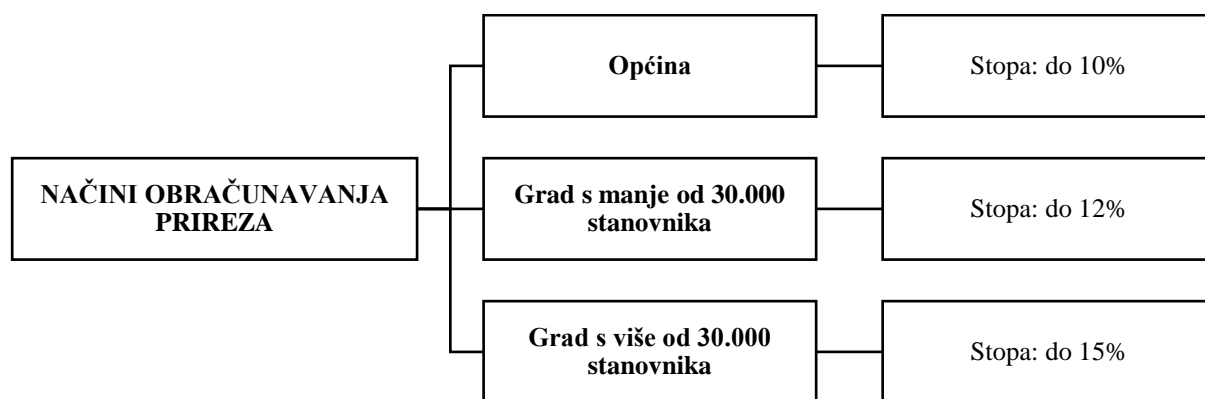 Općina
Stopa: do 10%
NAČINI OBRAČUNAVANJA
PRIREZA
Grad s manje od 30.000
stanovnika
Stopa: do 12%
Grad s više od 30.000
stanovnika
Stopa: do 15%